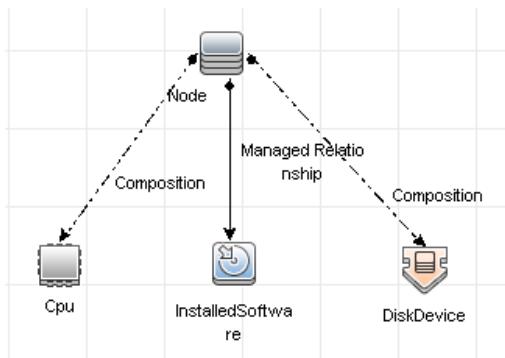 Node
Managed Relatio
nship
Composition
Composition
Cpu
InstalledSoftwa
re
DiskDevice